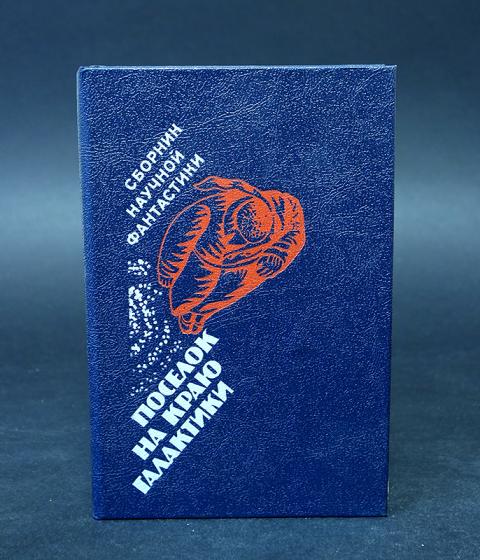 СБОРНИК
НАУЧНОЙ
ФАНТАСТИКИ
ПОСЕЛОК
НА КРАЮ
ГАЛАКТИКИ